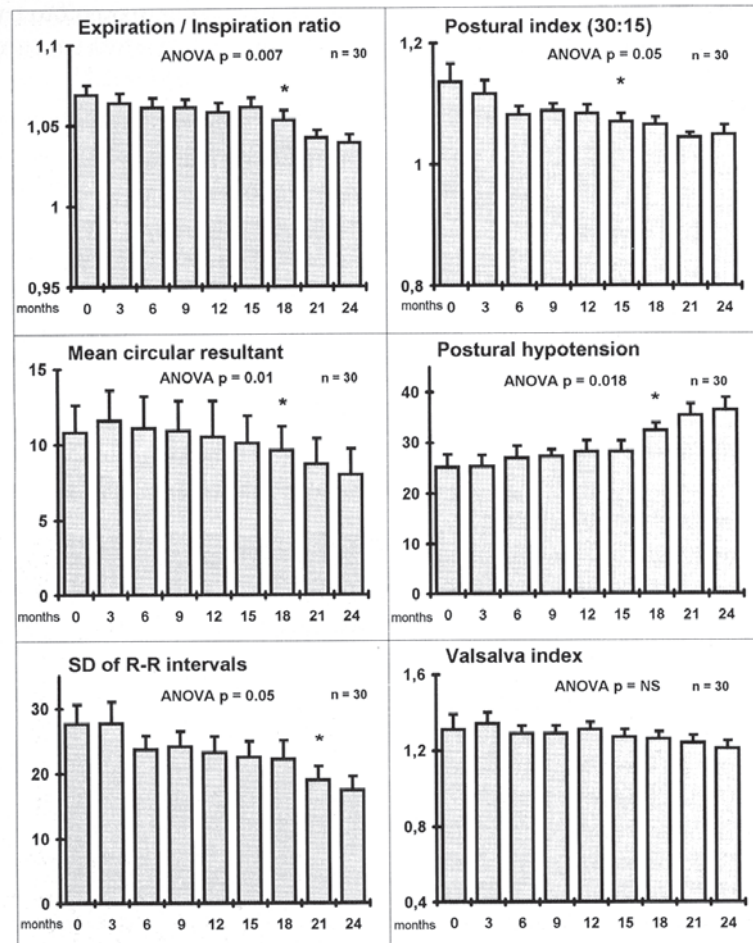 Expiration / Inspiration ratio
1,1
ANOVA p = 0.007 n = 30
*
1,05
1
0,95
months 0 3 6 9 12 15 18 21 24
Postural index (30:15)
1,2
ANOVA p = 0.05 n = 30
*
1
0,8
months 0 3 6 9 12 15 18 21 24
Mean circular resultant
15
ANOVA p = 0.01 n = 30
*
10
5
0
months 0 3 6 9 12 15 18 21 24
Postural hypotension
40
ANOVA p = 0.018 n = 30
*
30
20
10
0
months 0 3 6 9 12 15 18 21 24
SD of R-R intervals
ANOVA p = 0.05 n = 30
30
*
20
10
0
months 0 3 6 9 12 15 18 21 24
Valsalva index
1,6
ANOVA p = NS n = 30
1,2
0,8
0,4
months 0 3 6 9 12 15 18 21 24